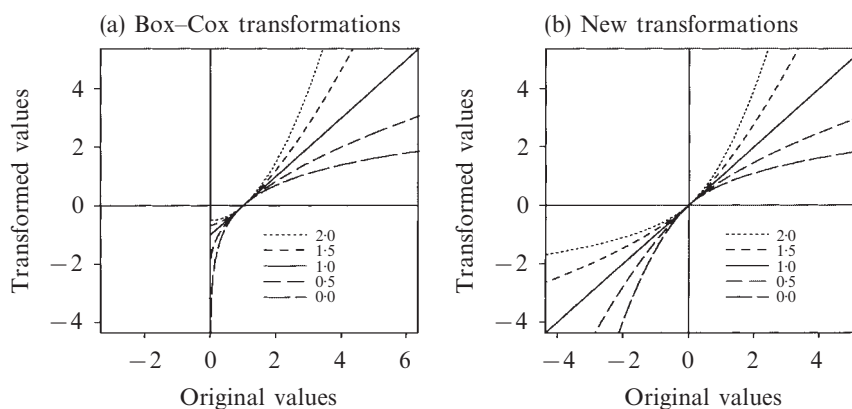 (a) Box–Cox transformations
Transformed values
4
2
0
−2
−4
2·0
1·5
1·0
0·5
0·0
−2 0 2 4 6
Original values
(b) New transformations
Transformed values
4
2
0
−2
−4
2·0
1·5
1·0
0·5
0·0
−4 −2 0 2 4
Original values